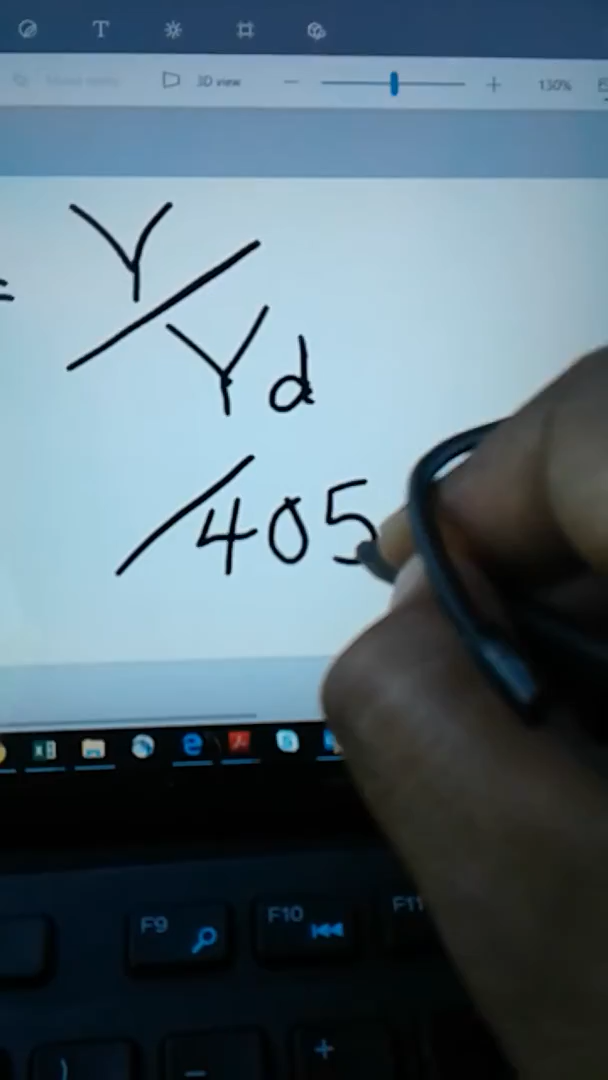 T
3D view
130%
= Y/Yd
/405
F9
F10
F11
)
-
+